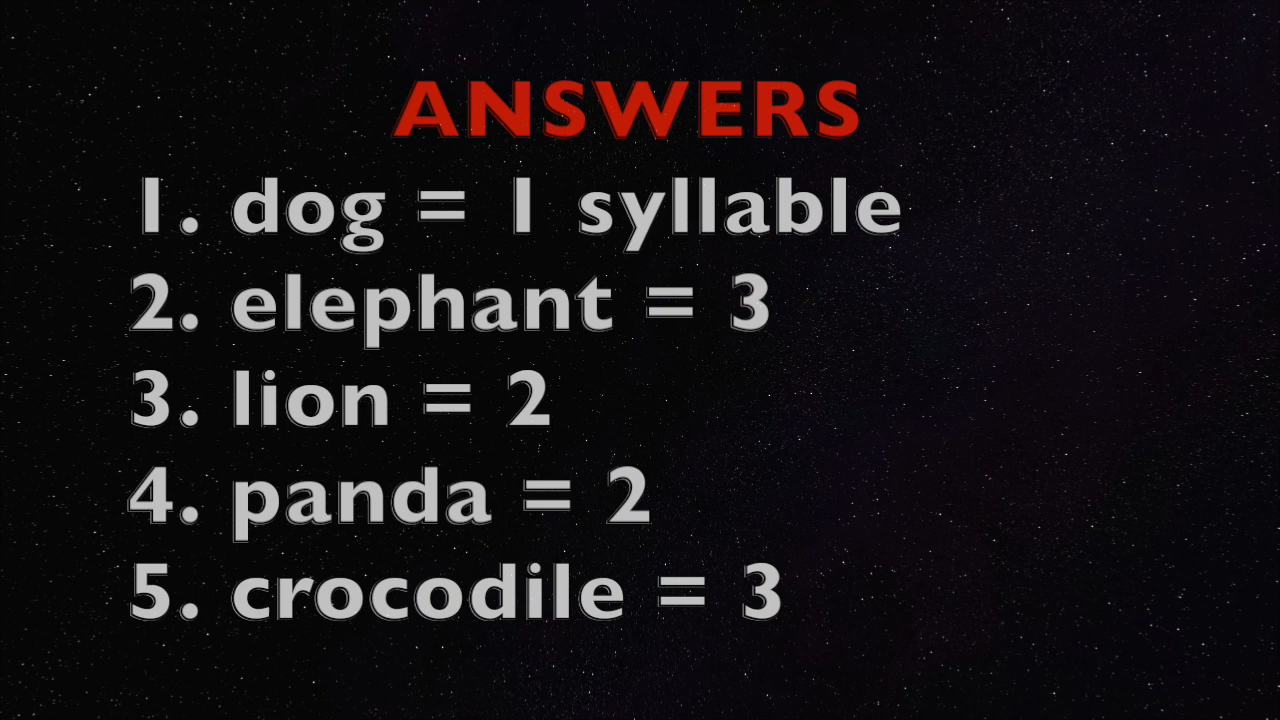 ANSWERS
1. dog = 1 syllable
2. elephant = 3
3. lion = 2
4. panda = 2
5. crocodile = 3